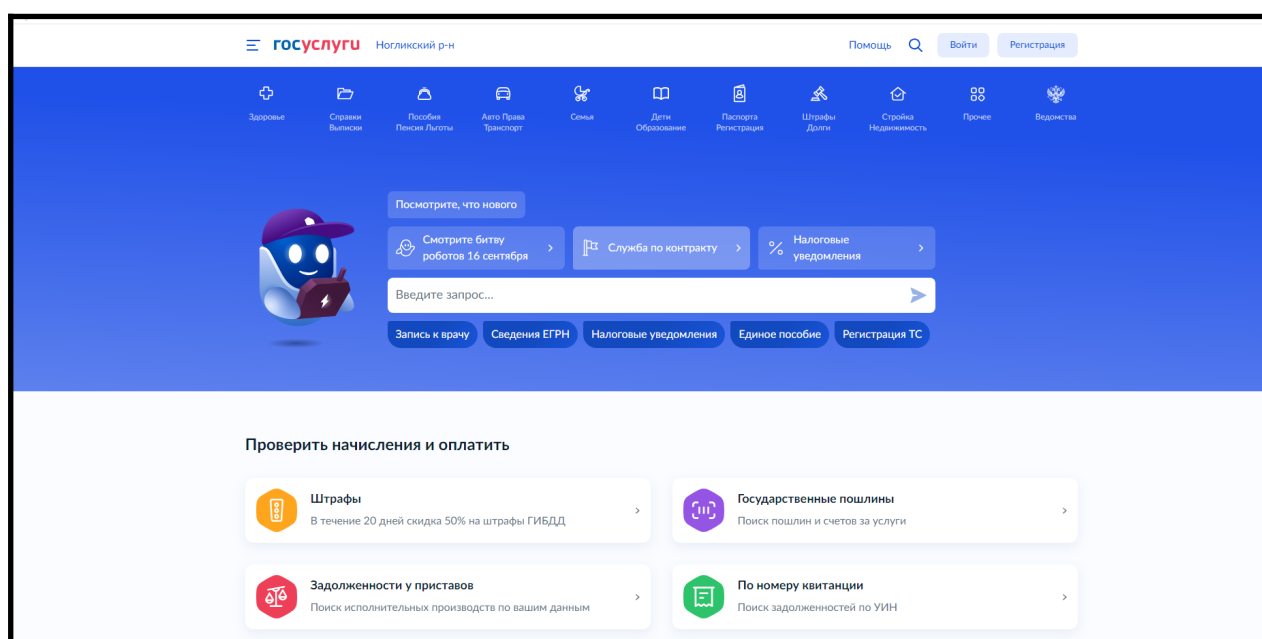 госуслуги Ногликский р-н Помощь Войти Регистрация
Здоровье
Справки
Выписки
Пособия
Пенсия Льготы
Авто Права
Транспорт
Семья
Дети
Образование
Паспорта
Регистрация
Штрафы
Долги
Стройка
Недвижимость
Прочее
Ведомства
Посмотрите, что нового
Смотрите битву
роботов 16 сентября
Служба по контракту
Налоговые
уведомления
Введите запрос...
Запись к врачу Сведения ЕГРН Налоговые уведомления Единое пособие Регистрация ТС
Проверить начисления и оплатить
Штрафы
В течение 20 дней скидка 50% на штрафы ГИБДД
Государственные пошлины
Поиск пошлин и счетов за услуги
Задолженности у приставов
Поиск исполнительных производств по вашим данным
По номеру квитанции
Поиск задолженностей по УИН